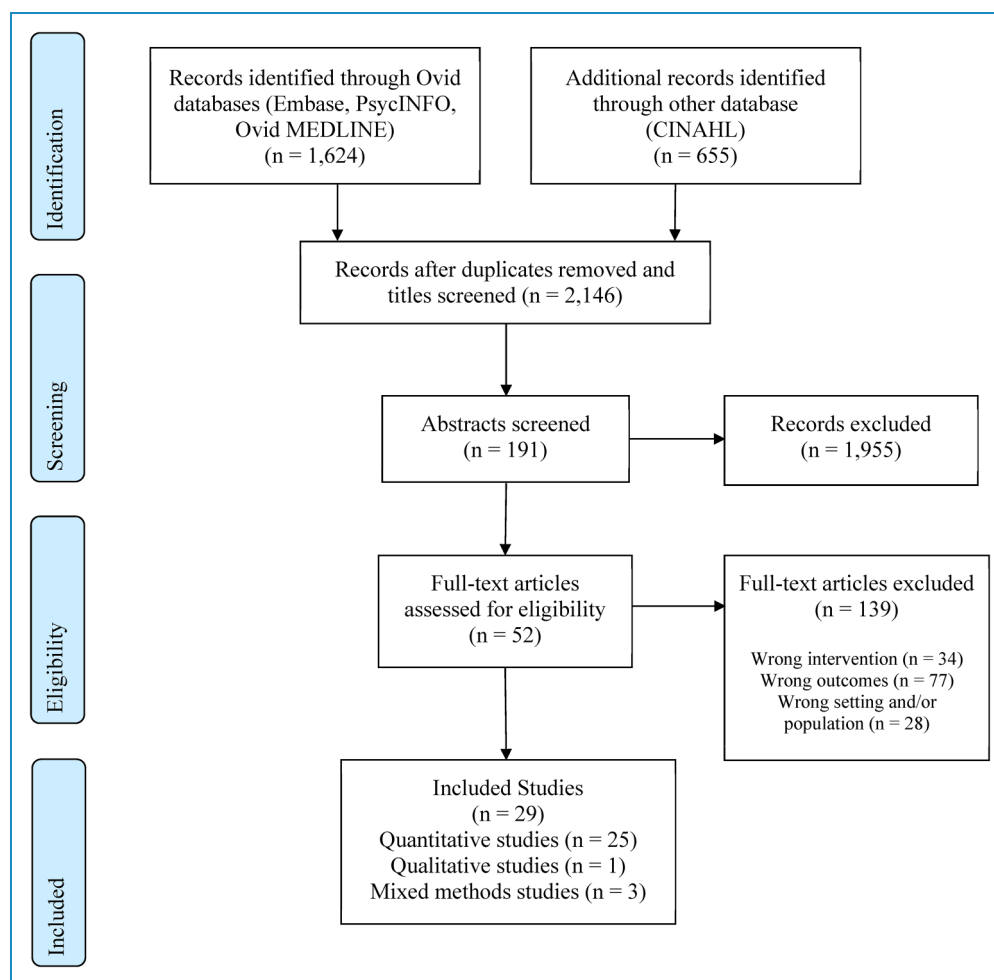 Identification
Records identified through Ovid
databases (Embase, PsycINFO,
Ovid MEDLINE)
(n = 1,624)
Additional records identified
through other database
(CINAHL)
(n = 655)
Records after duplicates removed and
titles screened (n = 2,146)
Screening
Abstracts screened
(n = 191)
Records excluded
(n = 1,955)
Eligibility
Full-text articles
assessed for eligibility
(n = 52)
Full-text articles excluded
(n = 139)
Wrong intervention (n = 34)
Wrong outcomes (n = 77)
Wrong setting and/or
population (n = 28)
Included
Included Studies
(n = 29)
Quantitative studies (n = 25)
Qualitative studies (n = 1)
Mixed methods studies (n = 3)